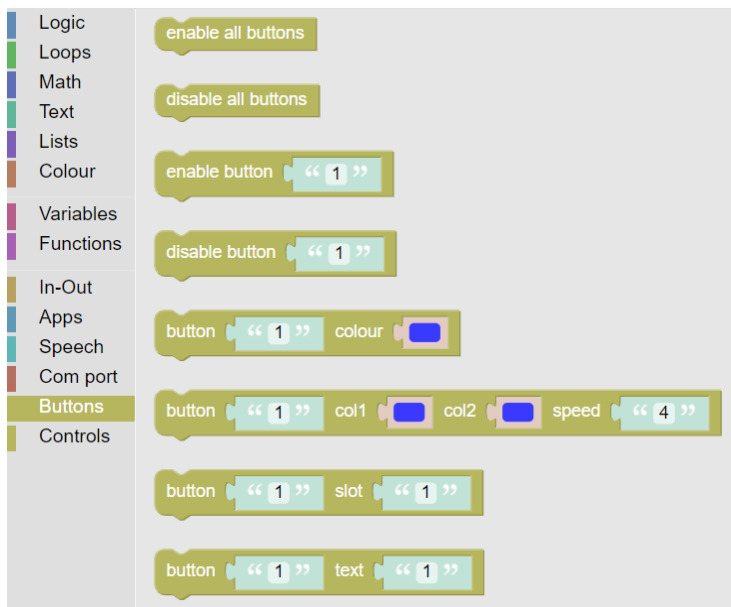 Logic
Loops
Math
Text
Lists
Colour
Variables
Functions
In-Out
Apps
Speech
Com port
Buttons
Controls
enable all buttons
disable all buttons
enable button “ 1 ”
disable button “ 1 ”
button “ 1 ” colour
button “ 1 ” col1 col2 speed “ 4 ”
button “ 1 ” slot “ 1 ”
button “ 1 ” text “ 1 ”